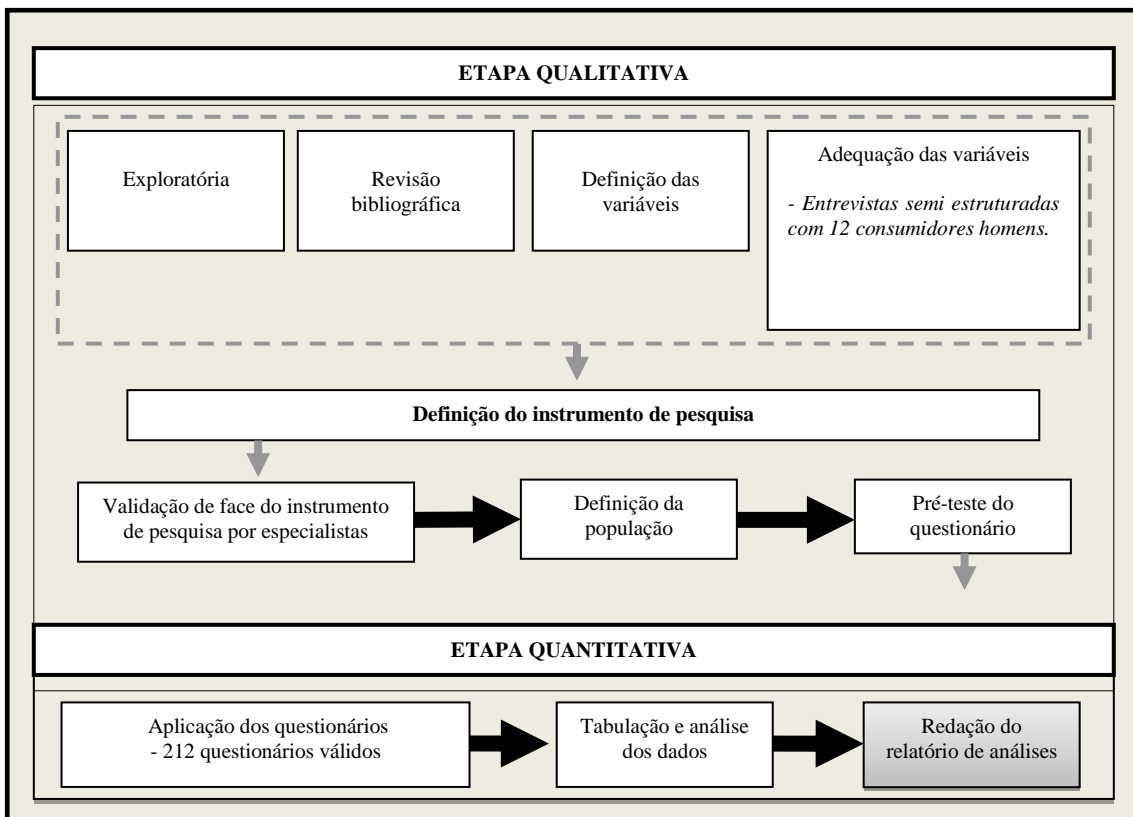 ETAPA QUALITATIVA
Exploratória
Revisão
bibliográfica
Definição das
variáveis
Adequação das variáveis
- Entrevistas semi estruturadas
com 12 consumidores homens.
Definição do instrumento de pesquisa
Validação de face do instrumento
de pesquisa por especialistas
Definição da
população
Pré-teste do
questionário
ETAPA QUANTITATIVA
Aplicação dos questionários
- 212 questionários válidos
Tabulação e análise
dos dados
Redação do
relatório de análises